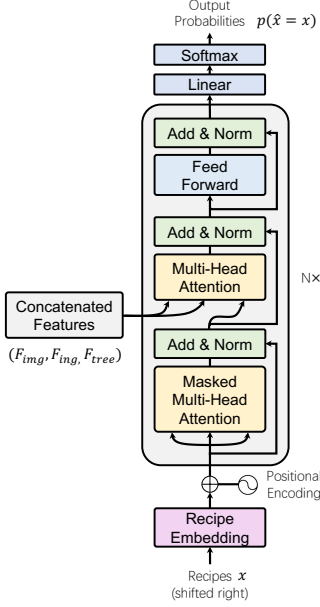 Output
Probabilities p(x̂ = x)
Softmax
Linear
Add & Norm
Feed
Forward
Add & Norm
Multi-Head
Attention
N×
Concatenated
Features
(F_img, F_ing, F_tree)
Add & Norm
Masked
Multi-Head
Attention
Positional
Encoding
Recipe
Embedding
Recipes x
(shifted right)